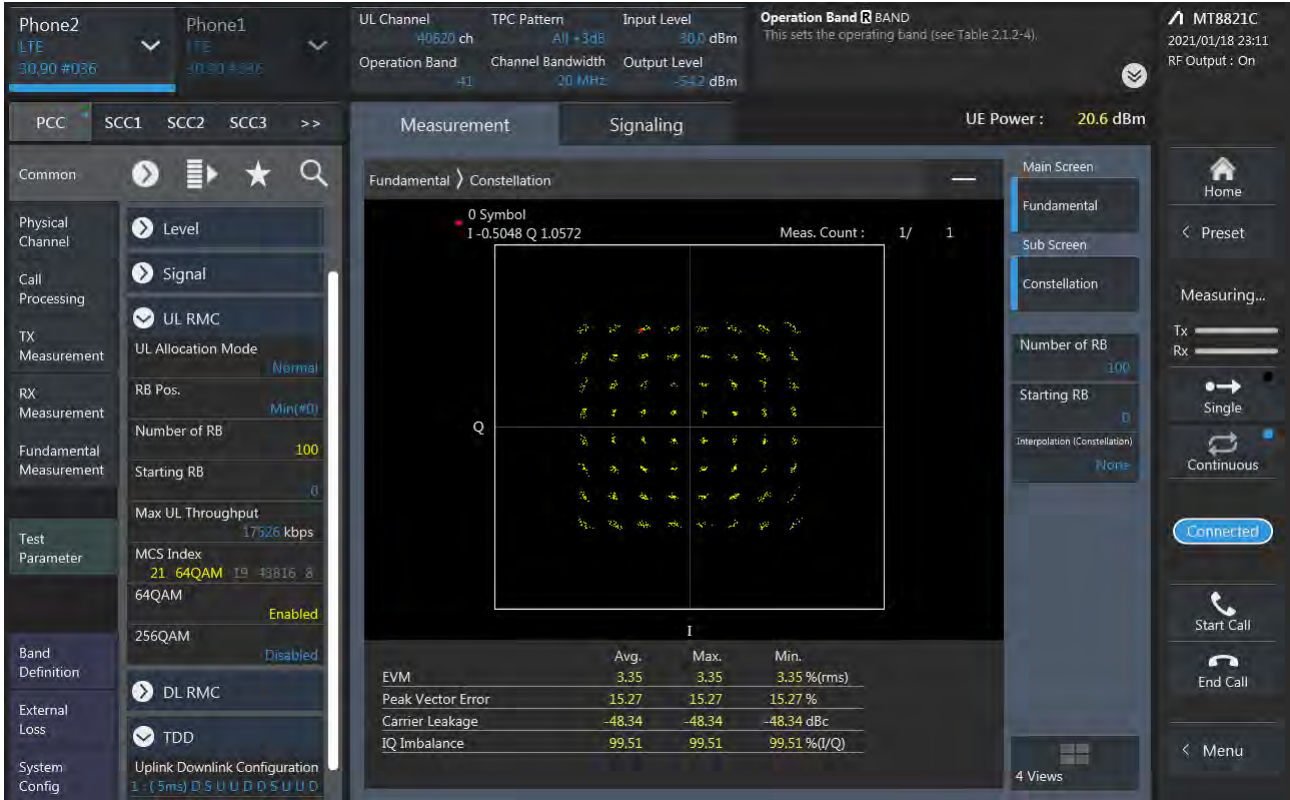 Phone2
LTE
30.90 #036
Phone1
LTE
30.90 #036
UL Channel
40620 ch
TPC Pattern
All +3dB
Input Level
30.0 dBm
Operation Band
41
Channel Bandwidth
20 MHz
Output Level
-54.2 dBm
Operation Band R BAND
This sets the operating band (see Table 2.1.2-4).
MT8821C
2021/01/18 23:11
RF Output : On
PCC SCC1 SCC2 SCC3 >>
Measurement
Signaling
UE Power : 20.6 dBm
Common
Physical
Channel
Call
Processing
TX
Measurement
RX
Measurement
Fundamental
Measurement
Test
Parameter
Band
Definition
External
Loss
System
Config
Level
Signal
UL RMC
UL Allocation Mode
Normal
RB Pos.
Min(#0)
Number of RB
100
Starting RB
0
Max UL Throughput
17526 kbps
MCS Index
21 64QAM 19 43816 8
64QAM
Enabled
256QAM
Disabled
DL RMC
TDD
Uplink Downlink Configuration
1 : ( 5ms) D S U U D D S U U D
Fundamental 〉 Constellation
0 Symbol
I -0.5048 Q 1.0572
Meas. Count : 1/ 1
Q
I
Avg. Max. Min.
EVM 3.35 3.35 3.35 %(rms)
Peak Vector Error 15.27 15.27 15.27 %
Carrier Leakage -48.34 -48.34 -48.34 dBc
IQ Imbalance 99.51 99.51 99.51 %(I/Q)
Main Screen
Fundamental
Sub Screen
Constellation
Number of RB
100
Starting RB
0
Interpolation (Constellation)
None
4 Views
Home
< Preset
Measuring...
Tx
Rx
Single
Continuous
Connected
Start Call
End Call
< Menu